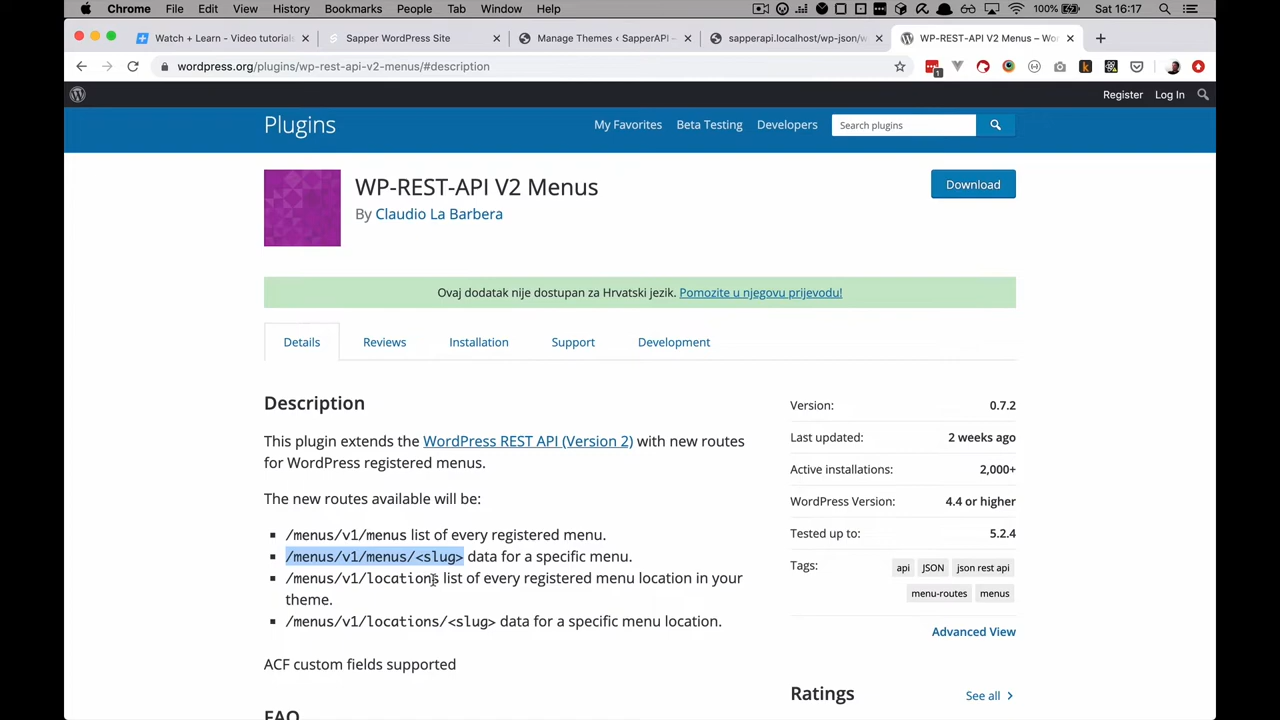 Chrome File Edit View History Bookmarks People Tab Window Help 100% Sat 16:17
Watch + Learn - Video tutorials
Sapper WordPress Site
Manage Themes ‹ SapperAPI –
sapperapi.localhost/wp-json/w
WP-REST-API V2 Menus – Wor
wordpress.org/plugins/wp-rest-api-v2-menus/#description
1
Register Log In
Plugins
My Favorites Beta Testing Developers Search plugins
WP-REST-API V2 Menus
Download
By Claudio La Barbera
Ovaj dodatak nije dostupan za Hrvatski jezik. Pomozite u njegovu prijevodu!
Details Reviews Installation Support Development
Description
This plugin extends the WordPress REST API (Version 2) with new routes
for WordPress registered menus.
The new routes available will be:
/menus/v1/menus list of every registered menu.
/menus/v1/menus/<slug> data for a specific menu.
/menus/v1/locations list of every registered menu location in your
theme.
/menus/v1/locations/<slug> data for a specific menu location.
ACF custom fields supported
FAQ
Version: 0.7.2
Last updated: 2 weeks ago
Active installations: 2,000+
WordPress Version: 4.4 or higher
Tested up to: 5.2.4
Tags: api JSON json rest api
menu-routes menus
Advanced View
Ratings See all